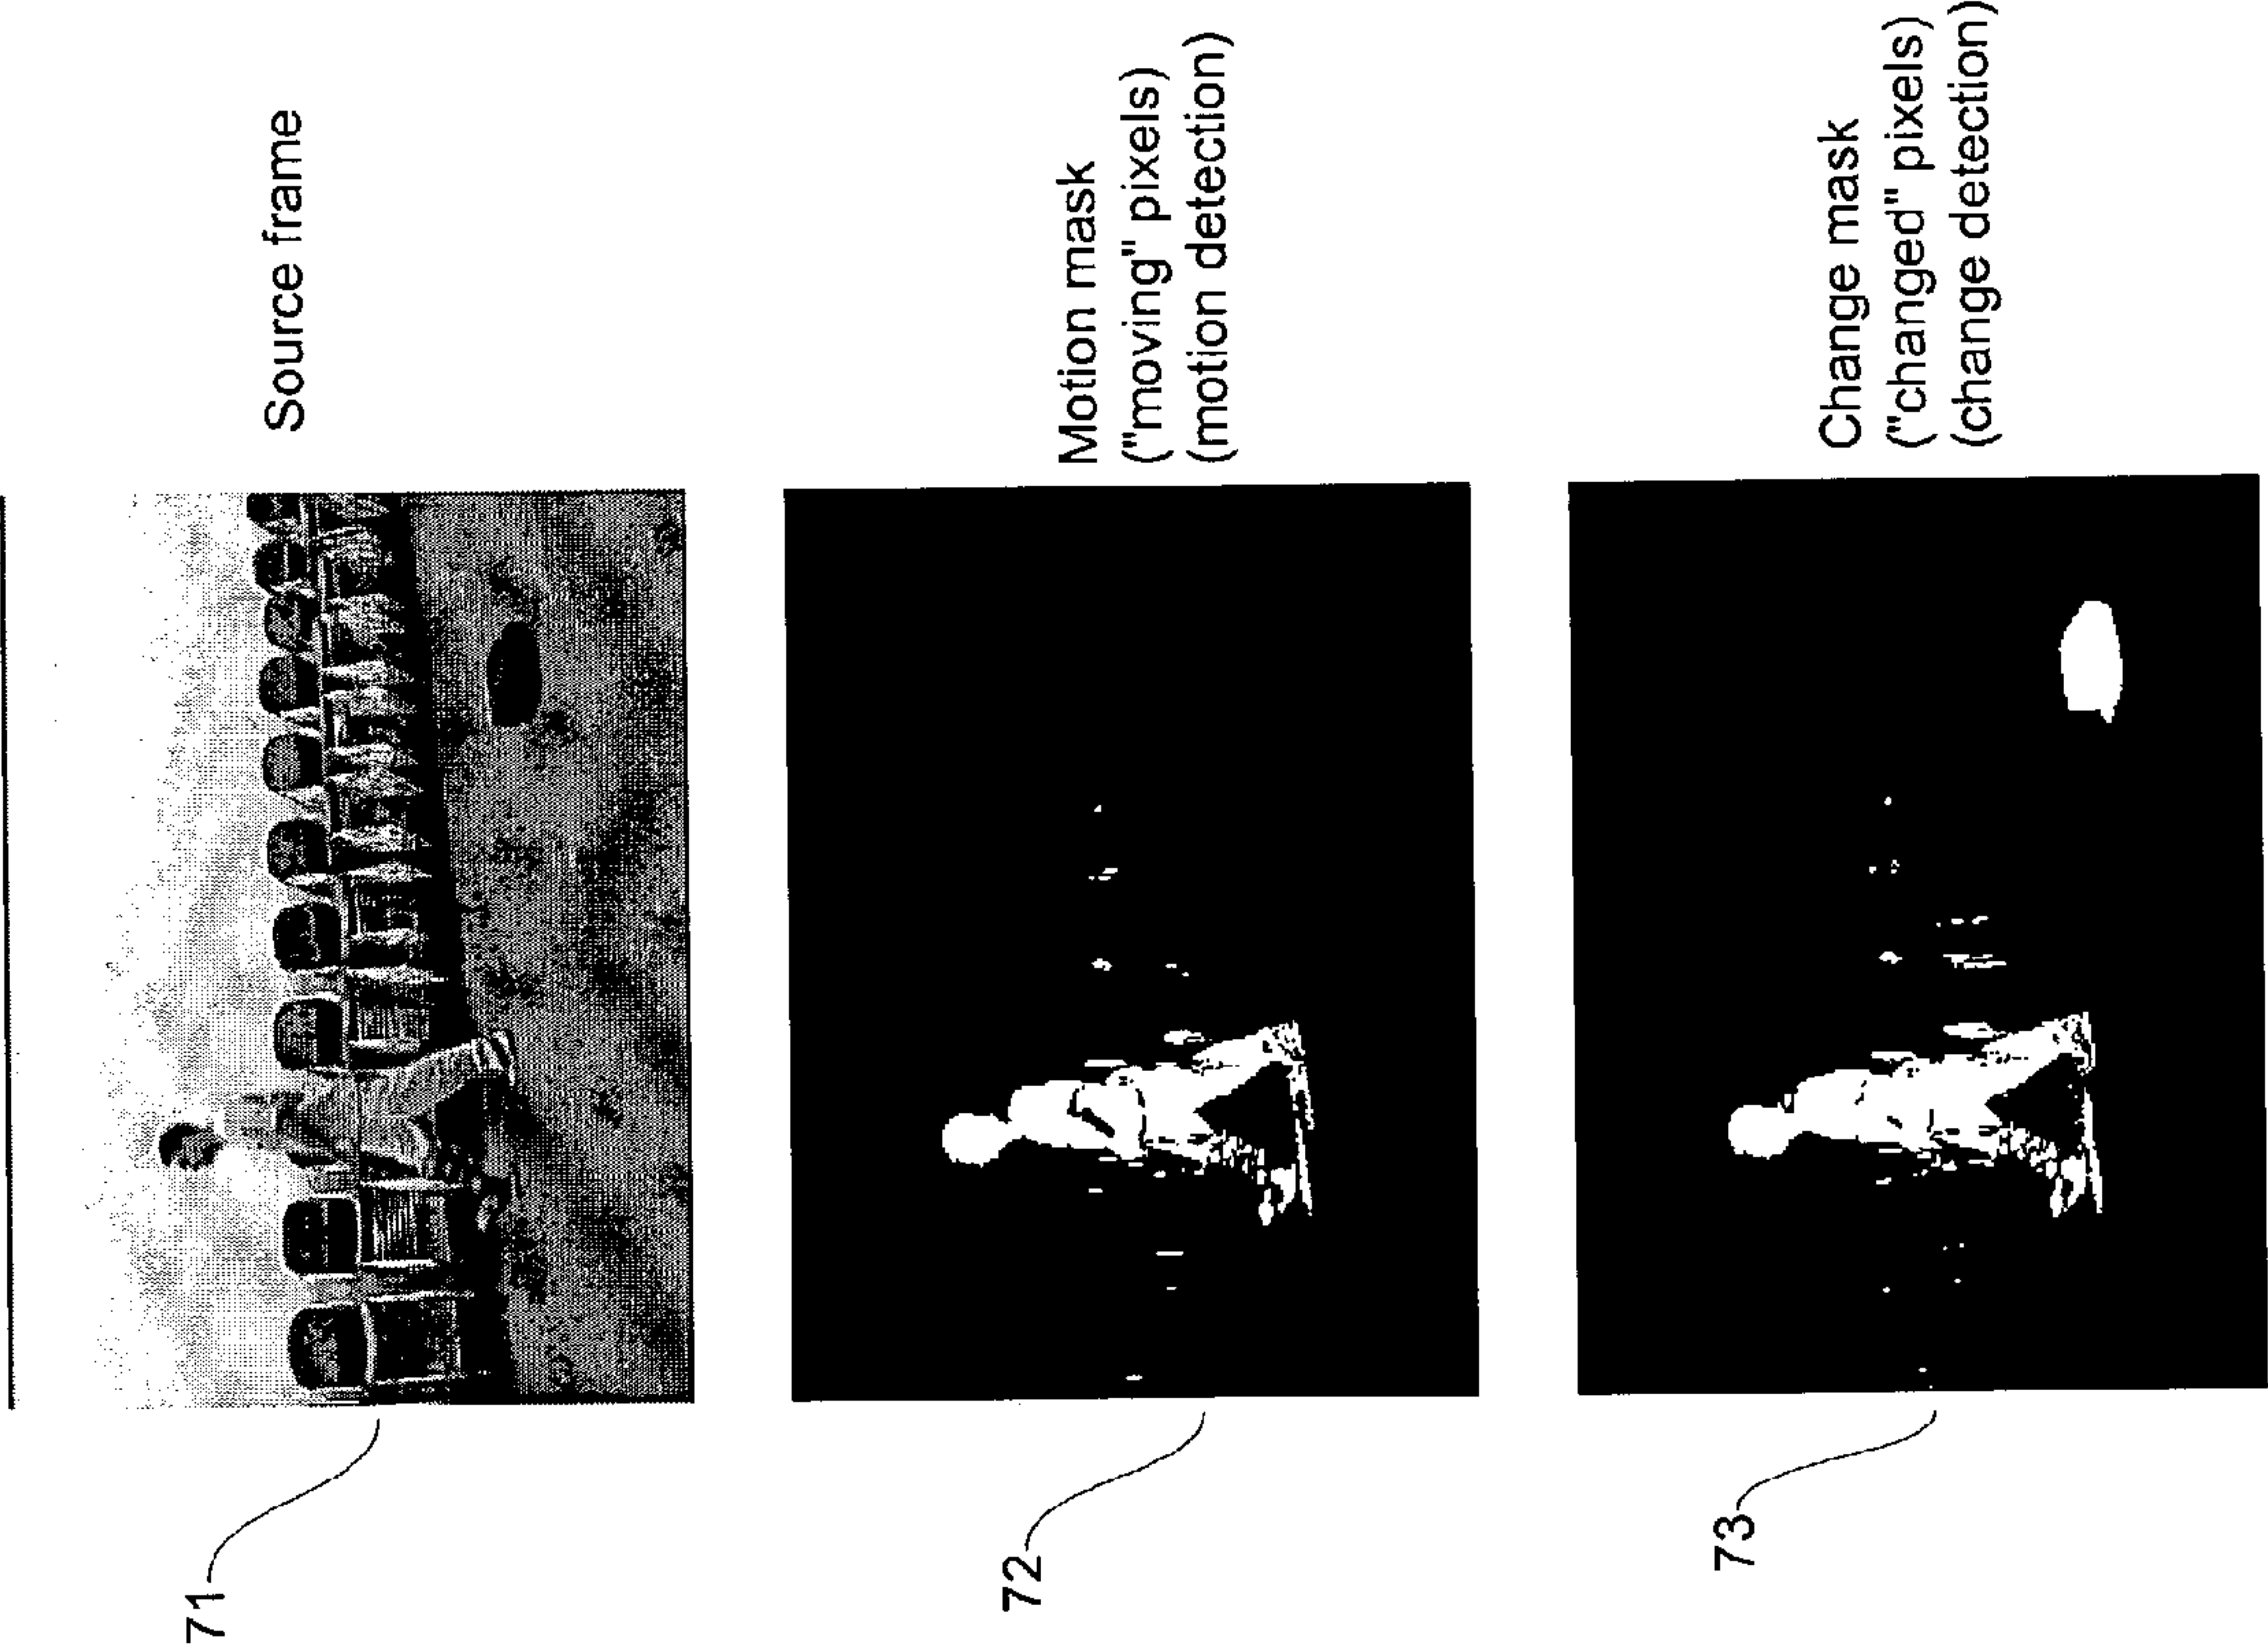 71
Source frame
72
Motion mask
("moving" pixels)
(motion detection)
73
Change mask
("changed" pixels)
(change detection)